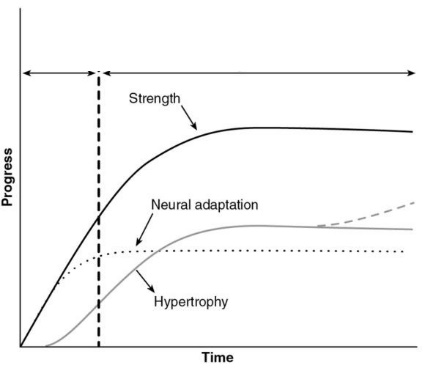 Strength
Neural adaptation
Hypertrophy
Progress
Time